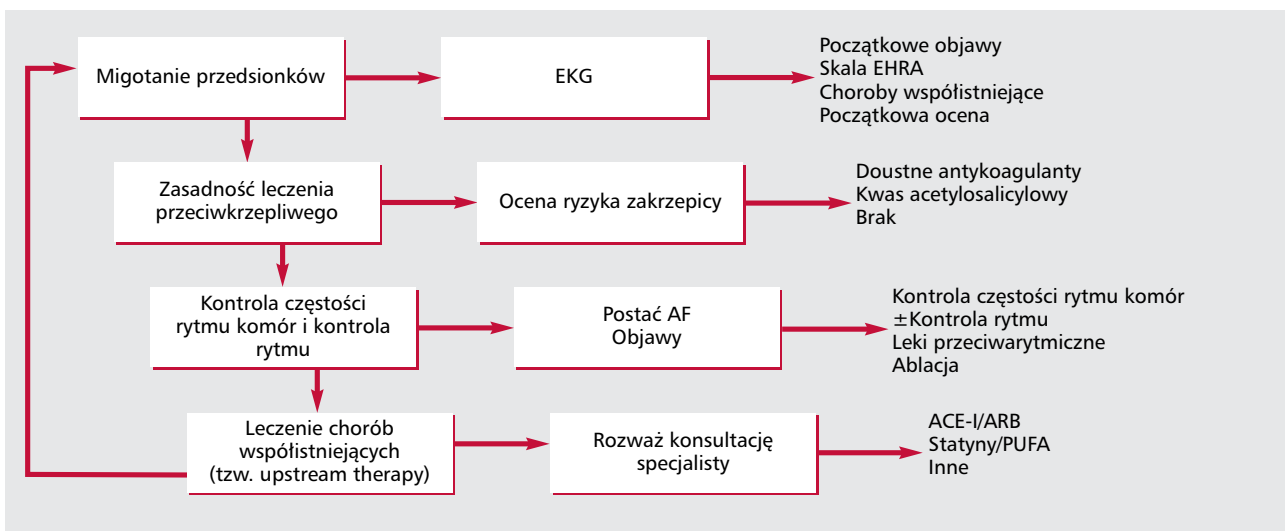 Migotanie przedsionków
EKG
Początkowe objawy
Skala EHRA
Choroby współistniejące
Początkowa ocena
Zasadność leczenia
przeciwkrzepliwego
Ocena ryzyka zakrzepicy
Doustne antykoagulanty
Kwas acetylosalicylowy
Brak
Kontrola częstości
rytmu komór i kontrola
rytmu
Postać AF
Objawy
Kontrola częstości rytmu komór
±Kontrola rytmu
Leki przeciwarytmiczne
Ablacja
Leczenie chorób
współistniejących
(tzw. upstream therapy)
Rozważ konsultację
specjalisty
ACE-I/ARB
Statyny/PUFA
Inne